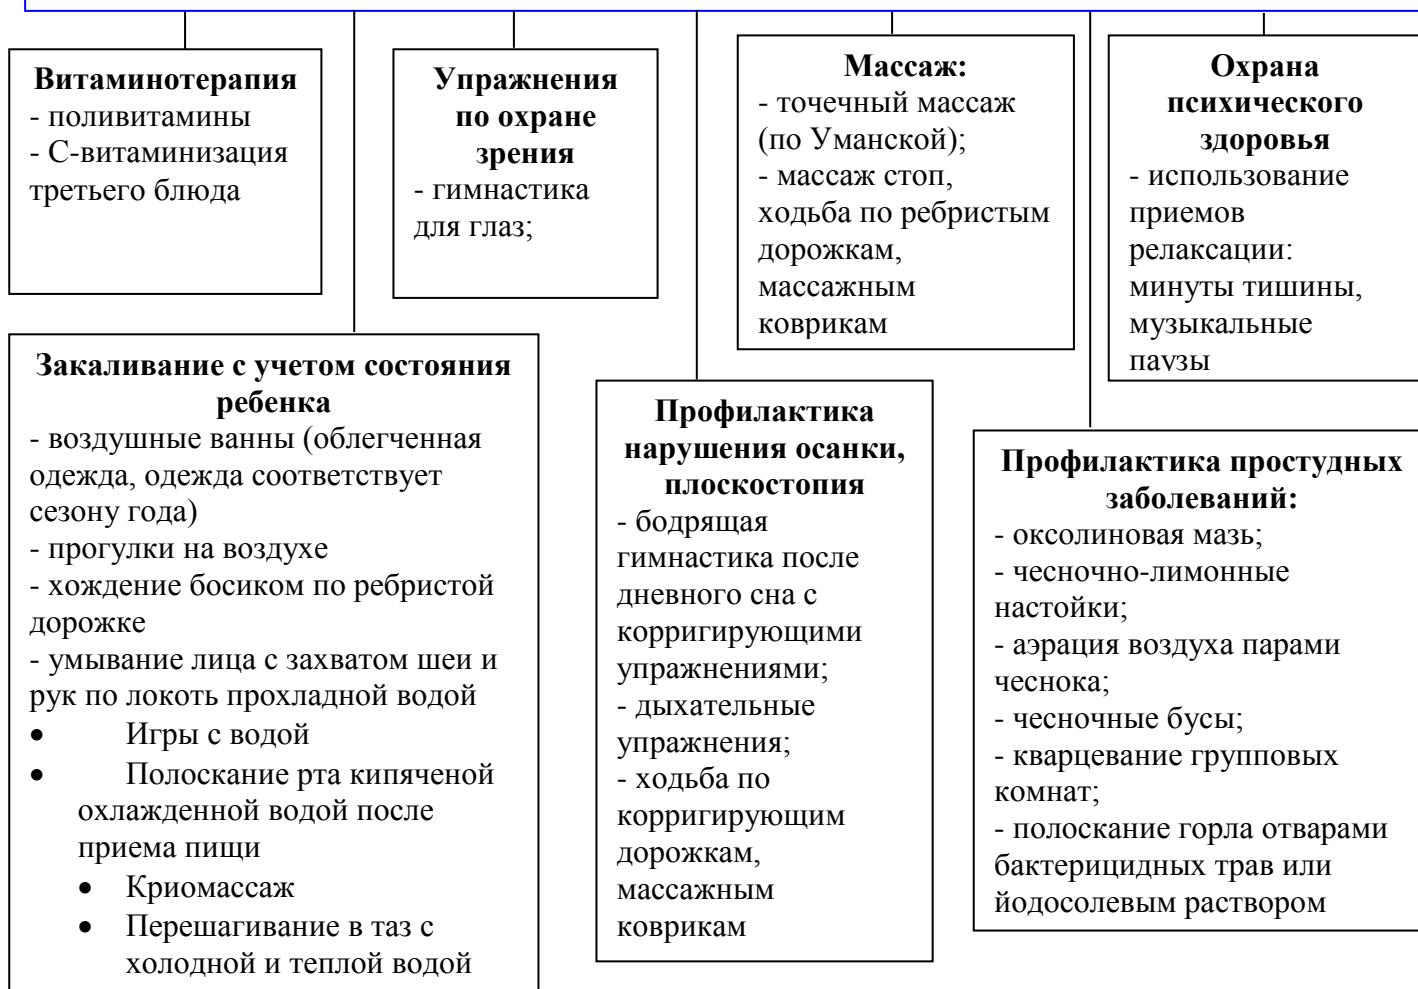 Витаминотерапия
- поливитамины
- С-витаминизация
третьего блюда
Упражнения
по охране
зрения
- гимнастика
для глаз;
Массаж:
- точечный массаж
(по Уманской);
- массаж стоп,
ходьба по ребристым
дорожкам,
массажным
коврикам
Охрана
психического
здоровья
- использование
приемов
релаксации:
минуты тишины,
музыкальные
паузы
Закаливание с учетом состояния
ребенка
- воздушные ванны (облегченная
одежда, одежда соответствует
сезону года)
- прогулки на воздухе
- хождение босиком по ребристой
дорожке
- умывание лица с захватом шеи и
рук по локоть прохладной водой
• Игры с водой
• Полоскание рта кипяченой
охлажденной водой после
приема пищи
• Криомассаж
• Перешагивание в таз с
холодной и теплой водой
Профилактика
нарушения осанки,
плоскостопия
- бодрящая
гимнастика после
дневного сна с
корригирующими
упражнениями;
- дыхательные
упражнения;
- ходьба по
корригирующим
дорожкам,
массажным
коврикам
Профилактика простудных
заболеваний:
- оксолиновая мазь;
- чесночно-лимонные
настойки;
- аэрация воздуха парами
чеснока;
- чесночные бусы;
- кварцевание групповых
комнат;
- полоскание горла отварами
бактерицидных трав или
йодосолевым раствором